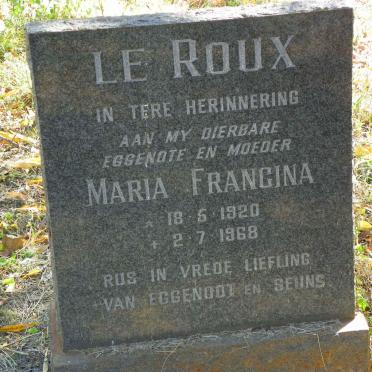 LE ROUX
IN TERE HERINNERING
AAN MY DIERBARE
EGGENOTE EN MOEDER
MARIA FRANCINA
* 18-5-1920
+ 2-7-1968
RUS IN VREDE LIEFLING
VAN EGGENOOT EN SEUNS